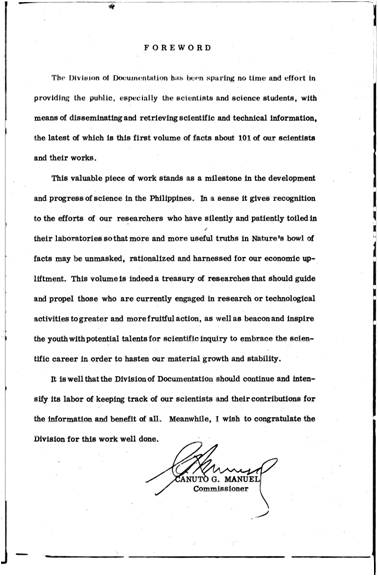 FOREWORD
The Division of Documentation has been sparing no time and effort in
providing the public, especially the scientists and science students, with
means of disseminating and retrieving scientific and technical information,
the latest of which is this first volume of facts about 101 of our scientists
and their works.
This valuable piece of work stands as a milestone in the development
and progress of science in the Philippines. In a sense it gives recognition
to the efforts of our researchers who have silently and patiently toiled in
their laboratories so that more and more useful truths in Nature's bowl of
facts may be unmasked, rationalized and harnessed for our economic up-
liftment. This volume is indeed a treasury of researches that should guide
and propel those who are currently engaged in research or technological
activities to greater and more fruitful action, as well as beacon and inspire
the youth with potential talents for scientific inquiry to embrace the scien-
tific career in order to hasten our material growth and stability.
It is well that the Division of Documentation should continue and inten-
sify its labor of keeping track of our scientists and their contributions for
the information and benefit of all. Meanwhile, I wish to congratulate the
Division for this work well done.
CANUTO G. MANUEL
Commissioner